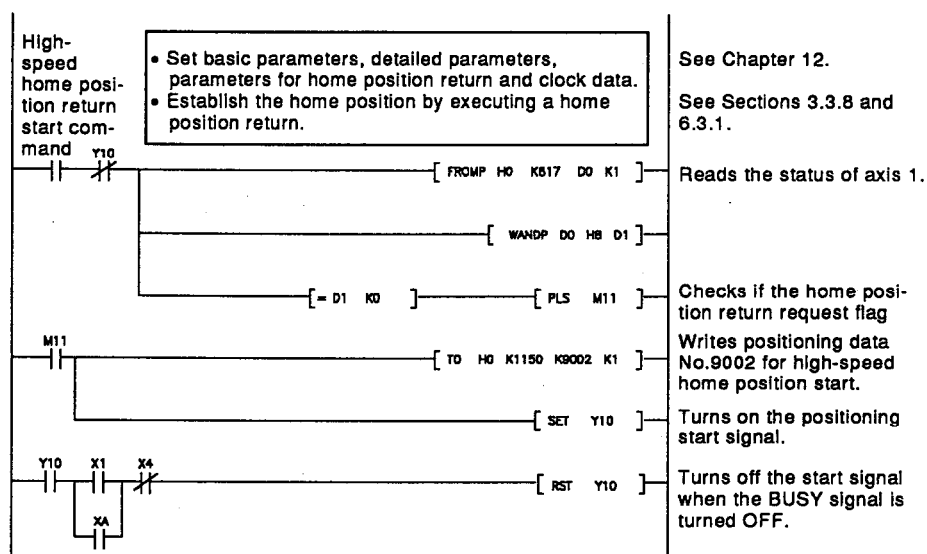 High-
speed
home posi-
tion return
start com-
mand
• Set basic parameters, detailed parameters,
parameters for home position return and clock data.
• Establish the home position by executing a home
position return.
See Chapter 12.
See Sections 3.3.8 and
6.3.1.
Y10
[ FROMP H0 K817 D0 K1 ]
Reads the status of axis 1.
[ WANDP D0 H8 D1 ]
[= D1 K0 ]
[ PLS M11 ]
Checks if the home posi-
tion return request flag
M11
[ TO H0 K1150 K9002 K1 ]
Writes positioning data
No.9002 for high-speed
home position start.
[ SET Y10 ]
Turns on the positioning
start signal.
Y10 X1 X4
[ RST Y10 ]
Turns off the start signal
when the BUSY signal is
turned OFF.
XA